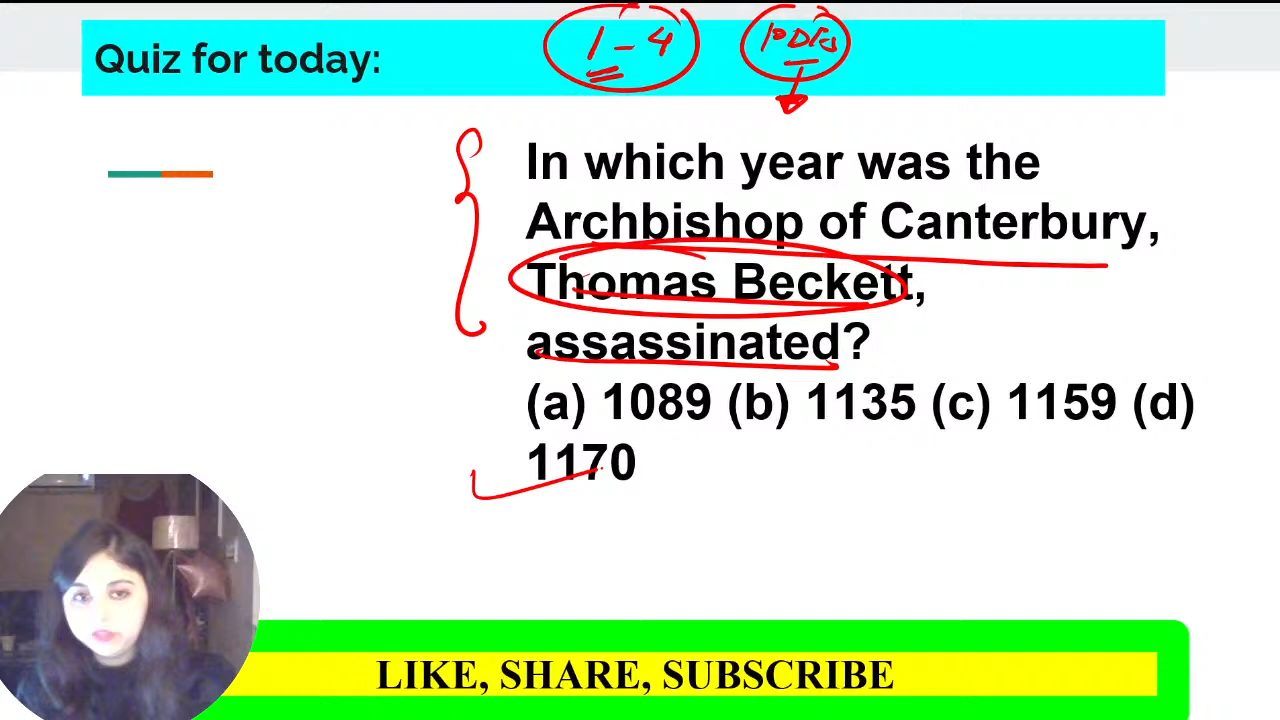 Quiz for today:
1-4
In which year was the
Archbishop of Canterbury,
Thomas Beckett,
assassinated?
(a) 1089 (b) 1135 (c) 1159 (d)
1170
LIKE, SHARE, SUBSCRIBE